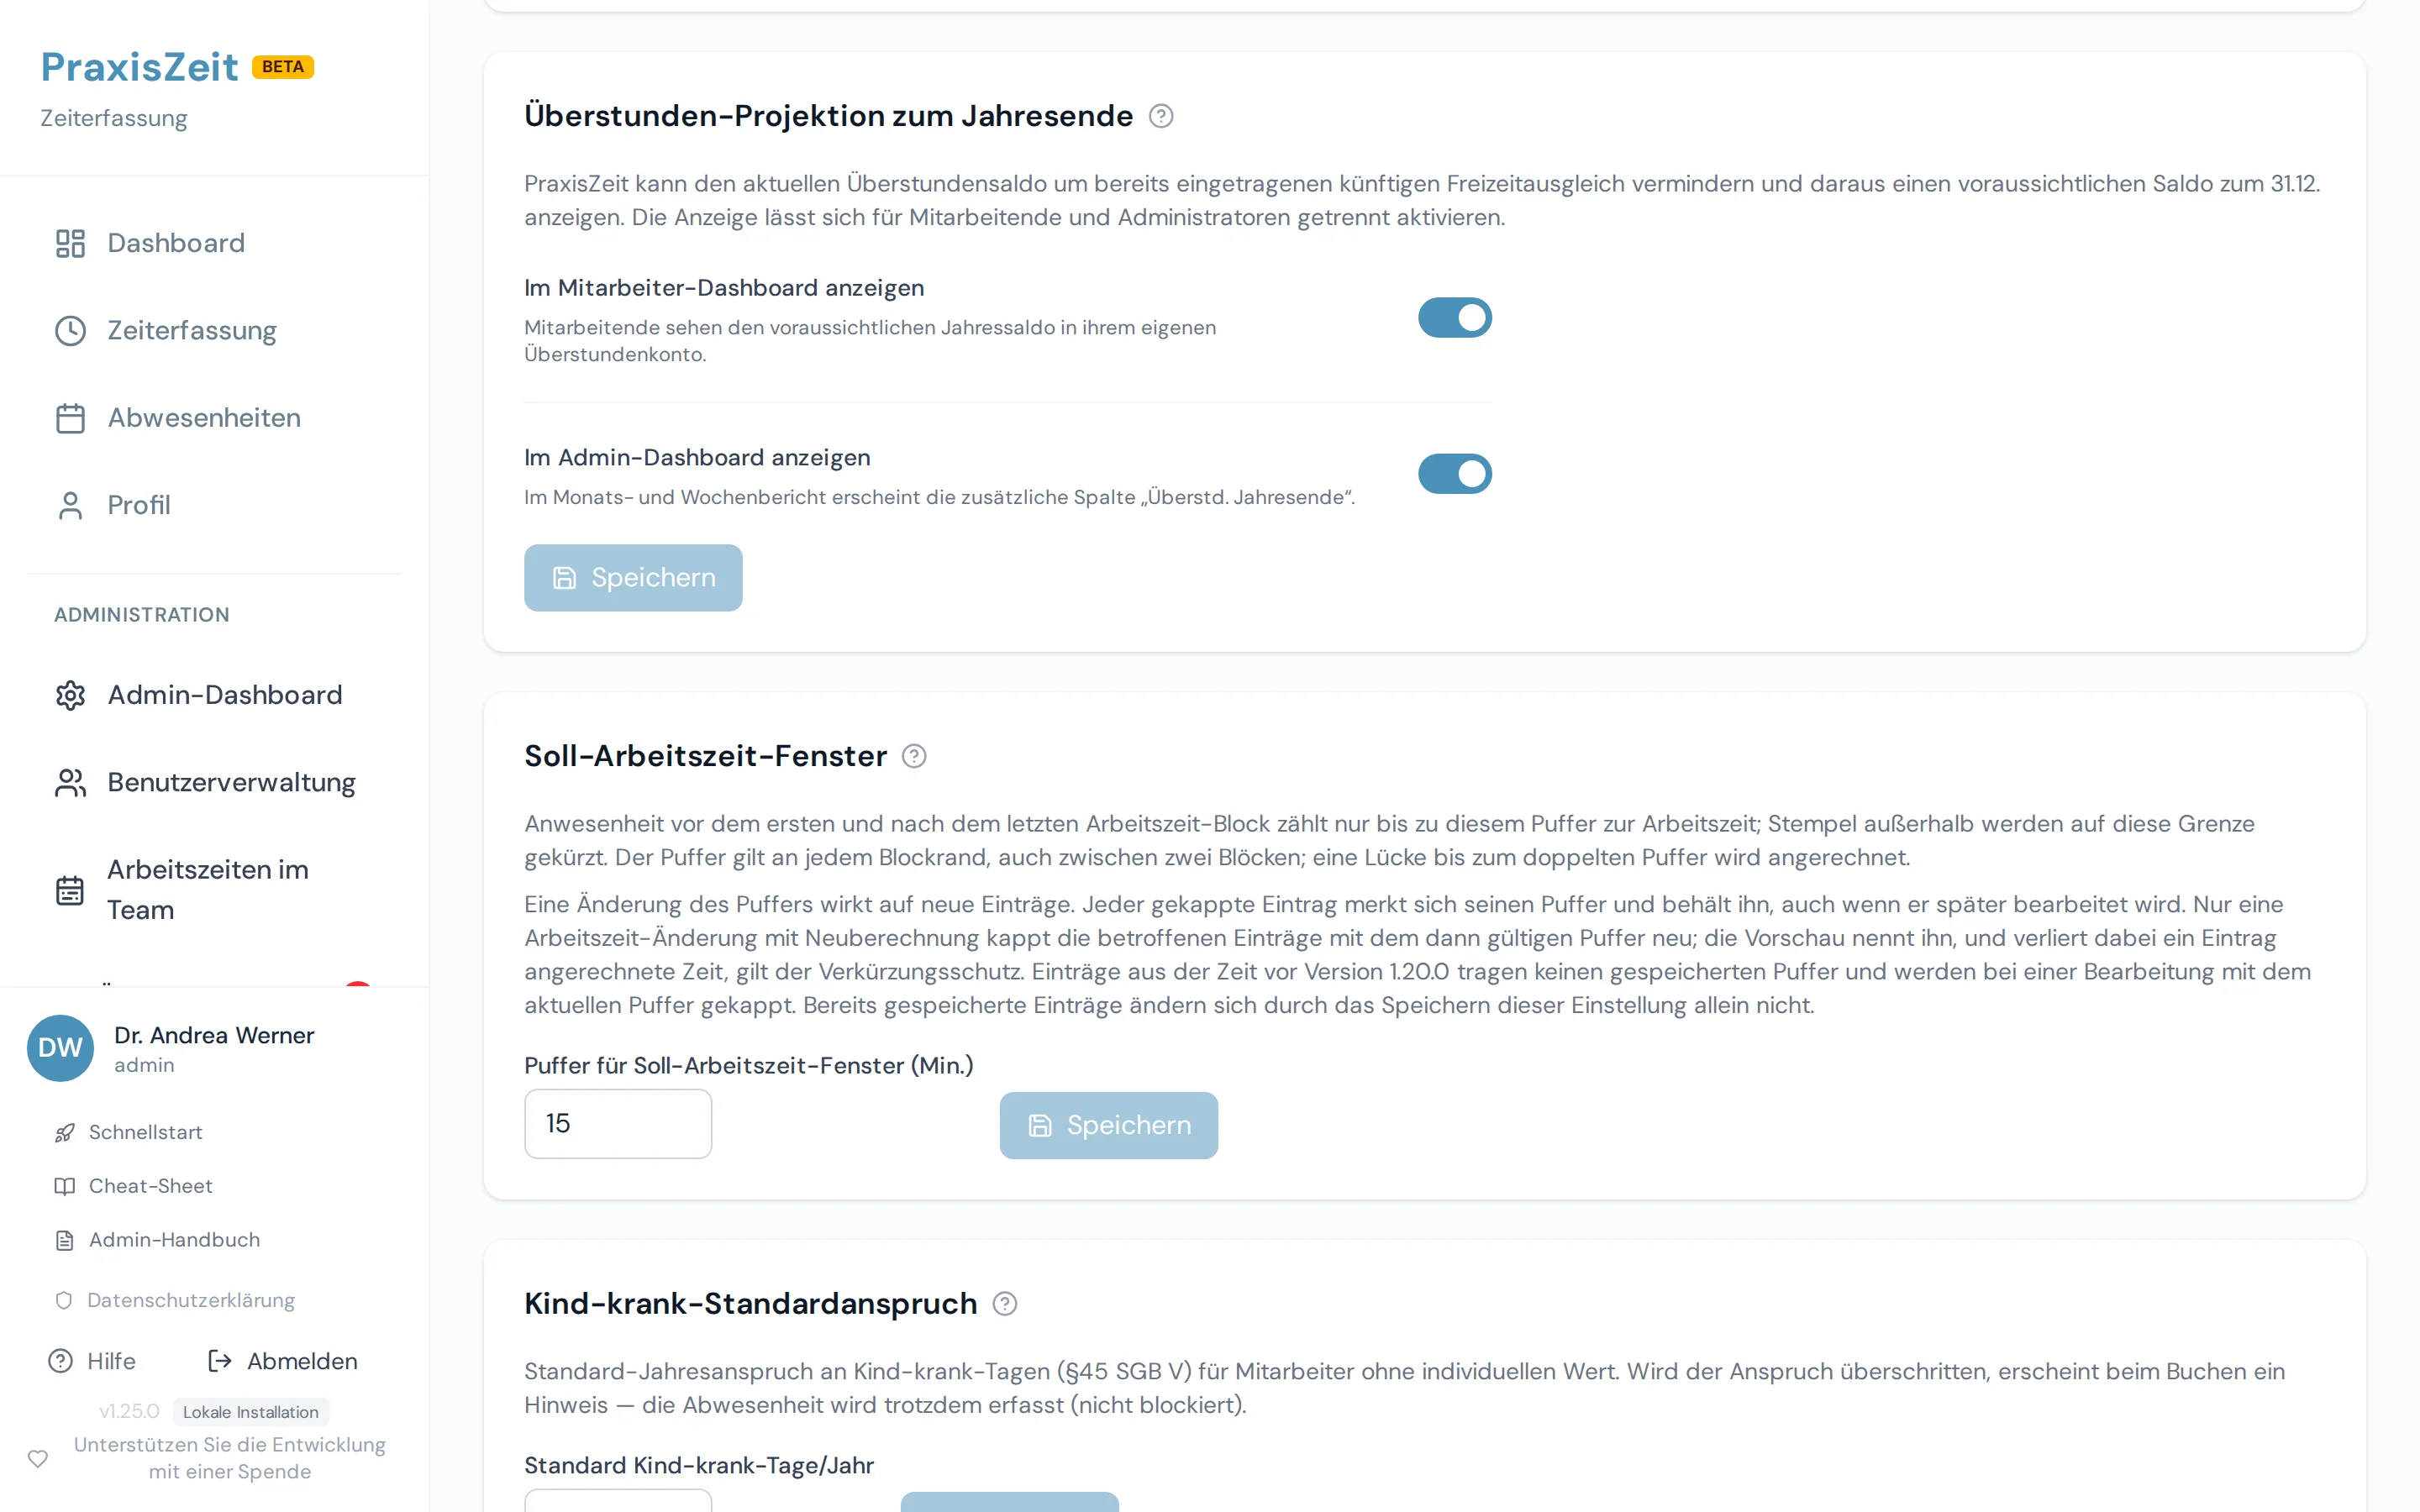 PraxisZeit BETA
Zeiterfassung
Dashboard
Zeiterfassung
Abwesenheiten
Profil
ADMINISTRATION
Admin-Dashboard
Benutzerverwaltung
Arbeitszeiten im
Team
DW
Dr. Andrea Werner
admin
Schnellstart
Cheat-Sheet
Admin-Handbuch
Datenschutzerklärung
Hilfe
Abmelden
v1.25.0 Lokale Installation
Unterstützen Sie die Entwicklung
mit einer Spende
Überstunden-Projektion zum Jahresende
PraxisZeit kann den aktuellen Überstundensaldo um bereits eingetragenen künftigen Freizeitausgleich vermindern und daraus einen voraussichtlichen Saldo zum 31.12.
anzeigen. Die Anzeige lässt sich für Mitarbeitende und Administratoren getrennt aktivieren.
Im Mitarbeiter-Dashboard anzeigen
Mitarbeitende sehen den voraussichtlichen Jahressaldo in ihrem eigenen
Überstundenkonto.
Im Admin-Dashboard anzeigen
Im Monats- und Wochenbericht erscheint die zusätzliche Spalte „Überstd. Jahresende“.
Speichern
Soll-Arbeitszeit-Fenster
Anwesenheit vor dem ersten und nach dem letzten Arbeitszeit-Block zählt nur bis zu diesem Puffer zur Arbeitszeit; Stempel außerhalb werden auf diese Grenze
gekürzt. Der Puffer gilt an jedem Blockrand, auch zwischen zwei Blöcken; eine Lücke bis zum doppelten Puffer wird angerechnet.
Eine Änderung des Puffers wirkt auf neue Einträge. Jeder gekappte Eintrag merkt sich seinen Puffer und behält ihn, auch wenn er später bearbeitet wird. Nur eine
Arbeitszeit-Änderung mit Neuberechnung kappt die betroffenen Einträge mit dem dann gültigen Puffer neu; die Vorschau nennt ihn, und verliert dabei ein Eintrag
angerechnete Zeit, gilt der Verkürzungsschutz. Einträge aus der Zeit vor Version 1.20.0 tragen keinen gespeicherten Puffer und werden bei einer Bearbeitung mit dem
aktuellen Puffer gekappt. Bereits gespeicherte Einträge ändern sich durch das Speichern dieser Einstellung allein nicht.
Puffer für Soll-Arbeitszeit-Fenster (Min.)
15
Speichern
Kind-krank-Standardanspruch
Standard-Jahresanspruch an Kind-krank-Tagen (§45 SGB V) für Mitarbeiter ohne individuellen Wert. Wird der Anspruch überschritten, erscheint beim Buchen ein
Hinweis — die Abwesenheit wird trotzdem erfasst (nicht blockiert).
Standard Kind-krank-Tage/Jahr